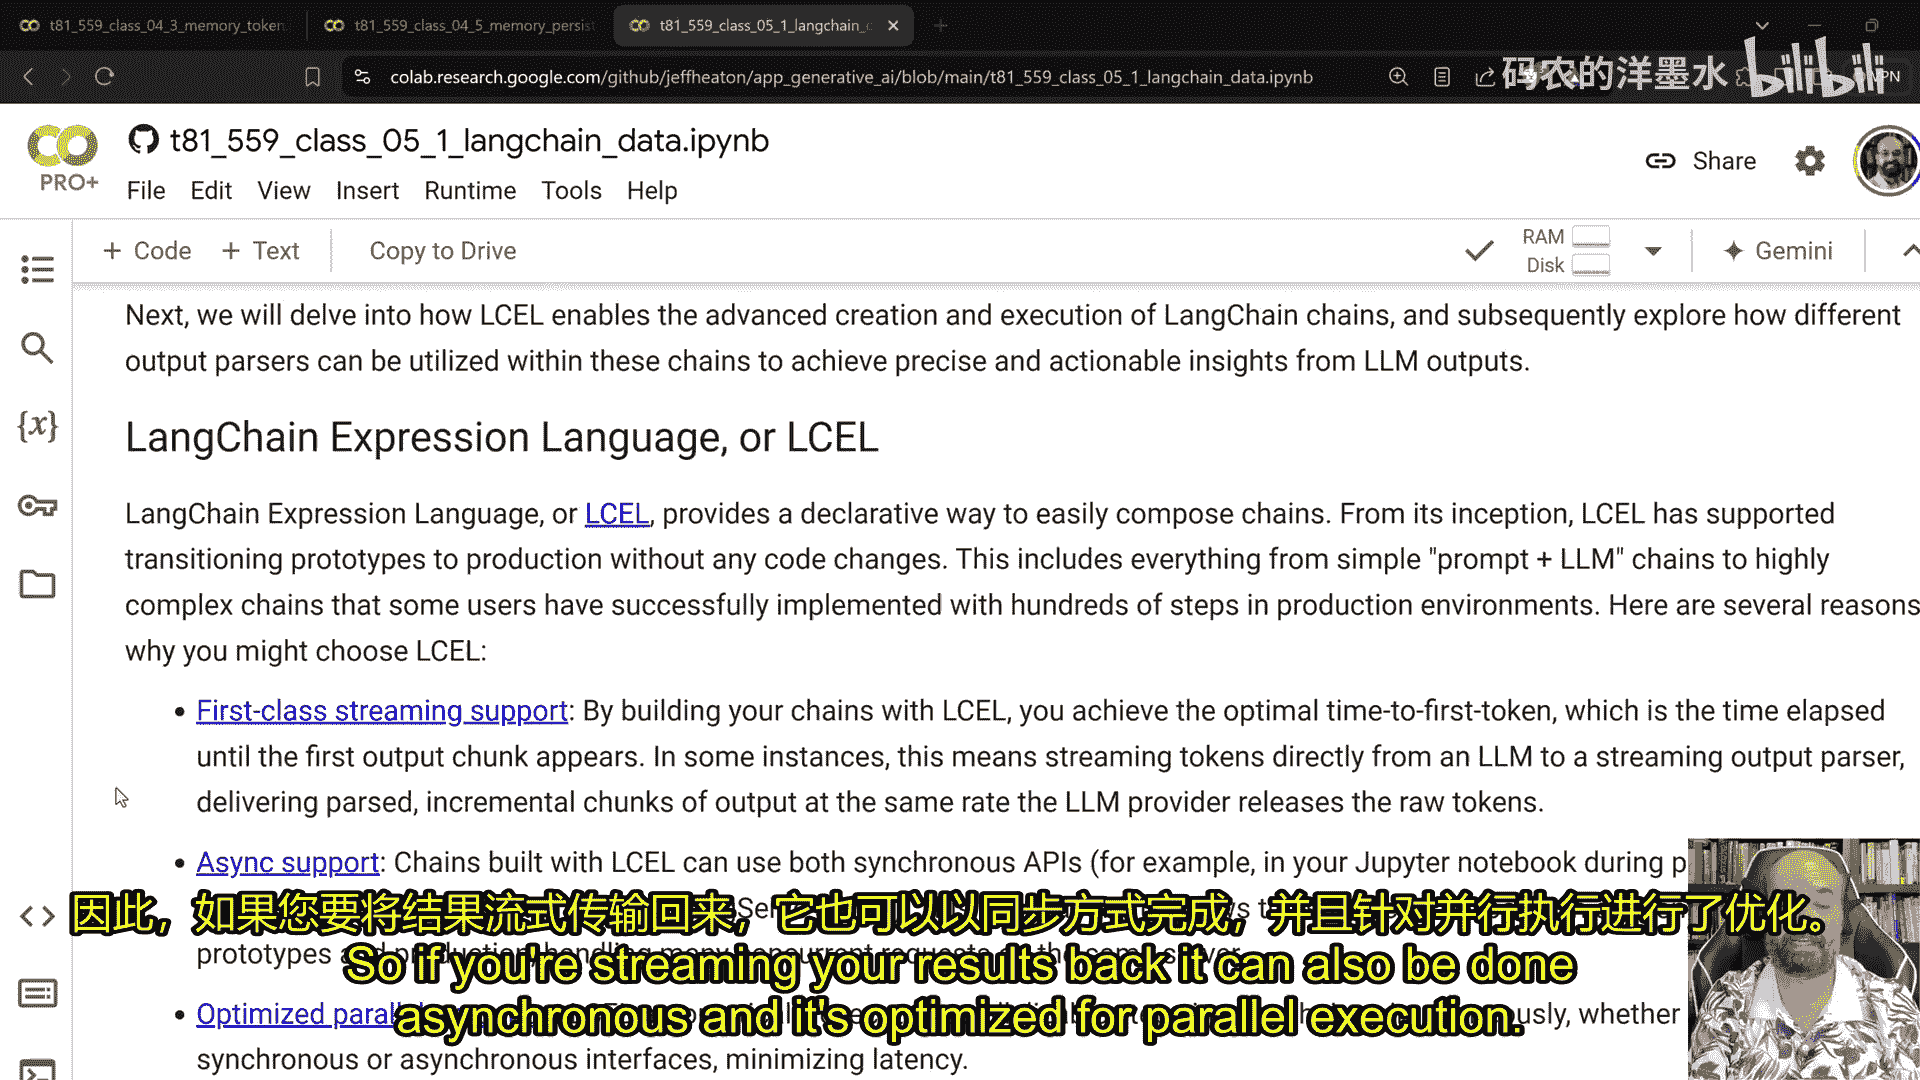 t81_559_class_04_3_memory_token
t81_559_class_04_5_memory_persist
t81_559_class_05_1_langchain_
colab.research.google.com/github/jeffheaton/app_generative_ai/blob/main/t81_559_class_05_1_langchain_data.ipynb
码农的洋墨水
bilibili
VPN
t81_559_class_05_1_langchain_data.ipynb
PRO+
File Edit View Insert Runtime Tools Help
Share
+ Code + Text Copy to Drive
RAM
Disk
Gemini
Next, we will delve into how LCEL enables the advanced creation and execution of LangChain chains, and subsequently explore how different
output parsers can be utilized within these chains to achieve precise and actionable insights from LLM outputs.
LangChain Expression Language, or LCEL
LangChain Expression Language, or LCEL, provides a declarative way to easily compose chains. From its inception, LCEL has supported
transitioning prototypes to production without any code changes. This includes everything from simple "prompt + LLM" chains to highly
complex chains that some users have successfully implemented with hundreds of steps in production environments. Here are several reasons
why you might choose LCEL:
• First-class streaming support: By building your chains with LCEL, you achieve the optimal time-to-first-token, which is the time elapsed
until the first output chunk appears. In some instances, this means streaming tokens directly from an LLM to a streaming output parser,
delivering parsed, incremental chunks of output at the same rate the LLM provider releases the raw tokens.
• Async support: Chains built with LCEL can use both synchronous APIs (for example, in your Jupyter notebook during p
因此，如果您要将结果流式传输回来，它也可以以同步方式完成，并且针对并行执行进行了优化。
prototypes
So if you're streaming your results back it can also be done
• Optimized paral
asynchronous and it's optimized for parallel execution.
whether
synchronous or asynchronous interfaces, minimizing latency.